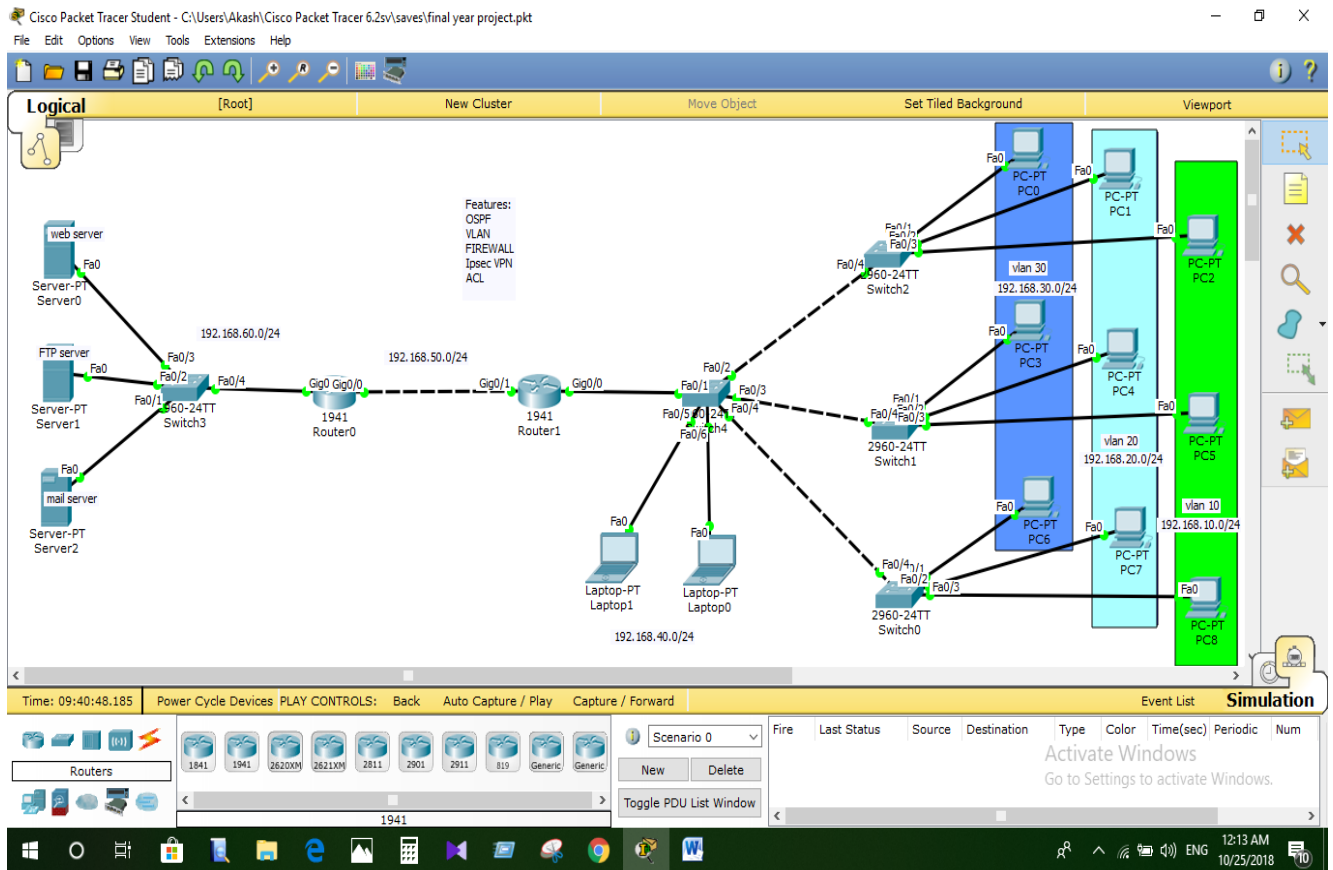 Cisco Packet Tracer Student - C:\Users\Akash\Cisco Packet Tracer 6.2sv\saves\final year project.pkt
File Edit Options View Tools Extensions Help
Logical [Root] New Cluster Move Object Set Tiled Background Viewport
Features:
OSPF
VLAN
FIREWALL
Ipsec VPN
ACL
web server
Fa0
Server-PT
Server0
FTP server
Fa0
Server-PT
Server1
Fa0
mail server
Server-PT
Server2
192.168.60.0/24
Fa0/3
Fa0/2
Fa0/1
Fa0/4
2960-24TT
Switch3
192.168.50.0/24
Gig0 Gig0/0
1941
Router0
Gig0/1 Gig0/0
1941
Router1
Fa0/2
Fa0/1
Fa0/3
Fa0/4
Fa0/5
Fa0/6
Fa0
Laptop-PT
Laptop1
Fa0
Laptop-PT
Laptop0
192.168.40.0/24
Fa0/1
Fa0/2
Fa0/3
Fa0/4
2960-24TT
Switch2
Fa0/1
Fa0/4
Fa0/3
2960-24TT
Switch1
Fa0/4
Fa0/2
Fa0/3
2960-24TT
Switch0
Fa0
PC-PT
PC0
Fa0
PC-PT
PC1
Fa0
PC-PT
PC2
vlan 30
192.168.30.0/24
Fa0
PC-PT
PC3
Fa0
PC-PT
PC4
Fa0
PC-PT
PC5
vlan 20
192.168.20.0/24
Fa0
PC-PT
PC6
Fa0
PC-PT
PC7
vlan 10
192.168.10.0/24
Fa0
PC-PT
PC8
Time: 09:40:48.185 Power Cycle Devices PLAY CONTROLS: Back Auto Capture / Play Capture / Forward Event List Simulation
Routers
1841 1941 2620XM 2621XM 2811 2901 2911 819 Generic Generic
1941
Scenario 0
New Delete
Toggle PDU List Window
Fire Last Status Source Destination Type Color Time(sec) Periodic Num
Activate Windows
Go to Settings to activate Windows.
ENG
12:13 AM
10/25/2018
10